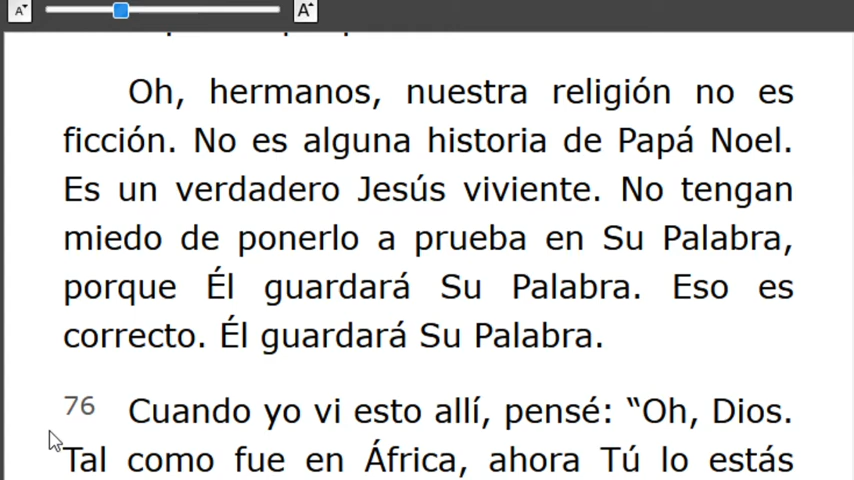 A A
Oh, hermanos, nuestra religión no es
ficción. No es alguna historia de Papá Noel.
Es un verdadero Jesús viviente. No tengan
miedo de ponerlo a prueba en Su Palabra,
porque Él guardará Su Palabra. Eso es
correcto. Él guardará Su Palabra.
76 Cuando yo vi esto allí, pensé: “Oh, Dios.
Tal como fue en África, ahora Tú lo estás